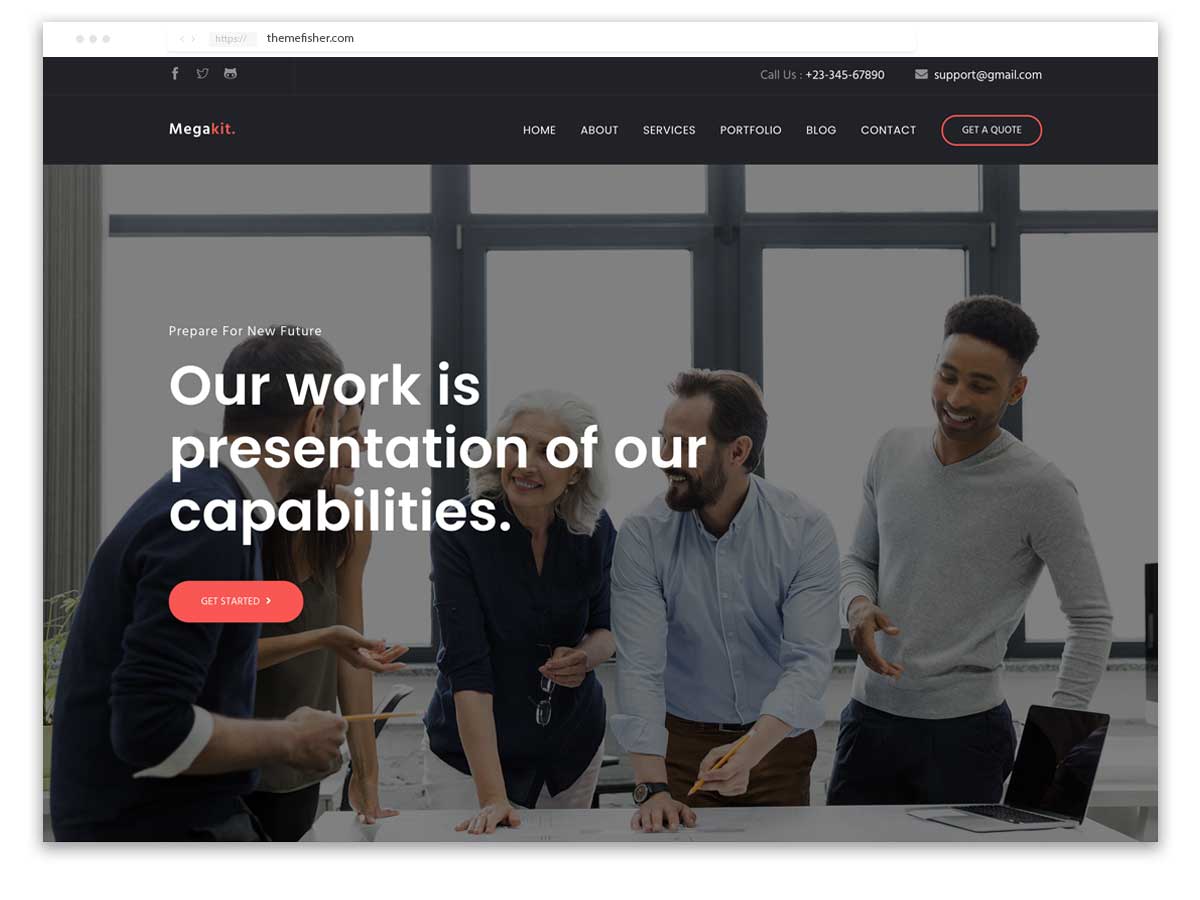 https://
themefisher.com
Call Us : +23-345-67890
support@gmail.com
Megakit.
HOME
ABOUT
SERVICES
PORTFOLIO
BLOG
CONTACT
GET A QUOTE
Prepare For New Future
Our work is
presentation of our
capabilities.
GET STARTED